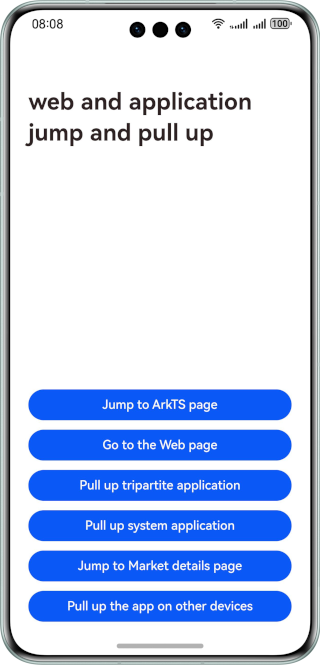 08:08
100
web and application
jump and pull up
Jump to ArkTS page
Go to the Web page
Pull up tripartite application
Pull up system application
Jump to Market details page
Pull up the app on other devices